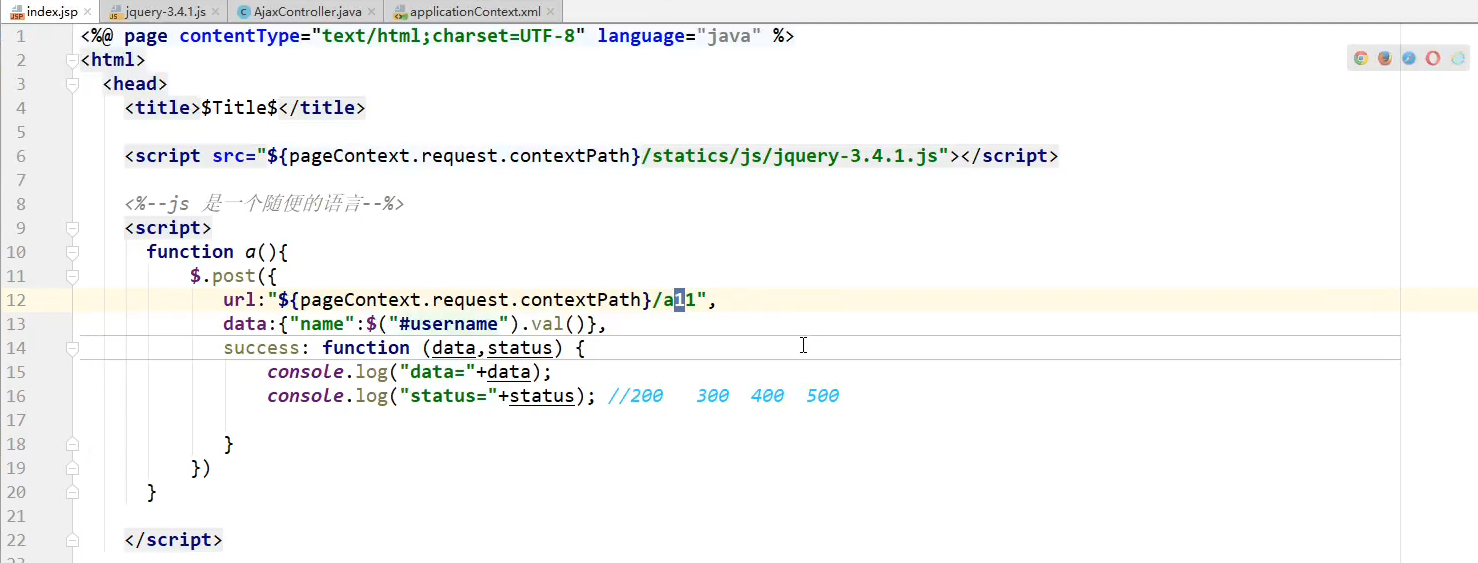 index.jsp jquery-3.4.1.js AjaxController.java applicationContext.xml
1 <%@ page contentType="text/html;charset=UTF-8" language="java" %>
2 <html>
3 <head>
4 <title>$Title$</title>
5
6 <script src="${pageContext.request.contextPath}/statics/js/jquery-3.4.1.js"></script>
7
8 <%--js 是一个随便的语言--%>
9 <script>
10 function a(){
11 $.post({
12 url:"${pageContext.request.contextPath}/a11",
13 data:{"name":$("#username").val()},
14 success: function (data,status) {
15 console.log("data="+data);
16 console.log("status="+status); //200 300 400 500
17
18 }
19 })
20 }
21
22 </script>